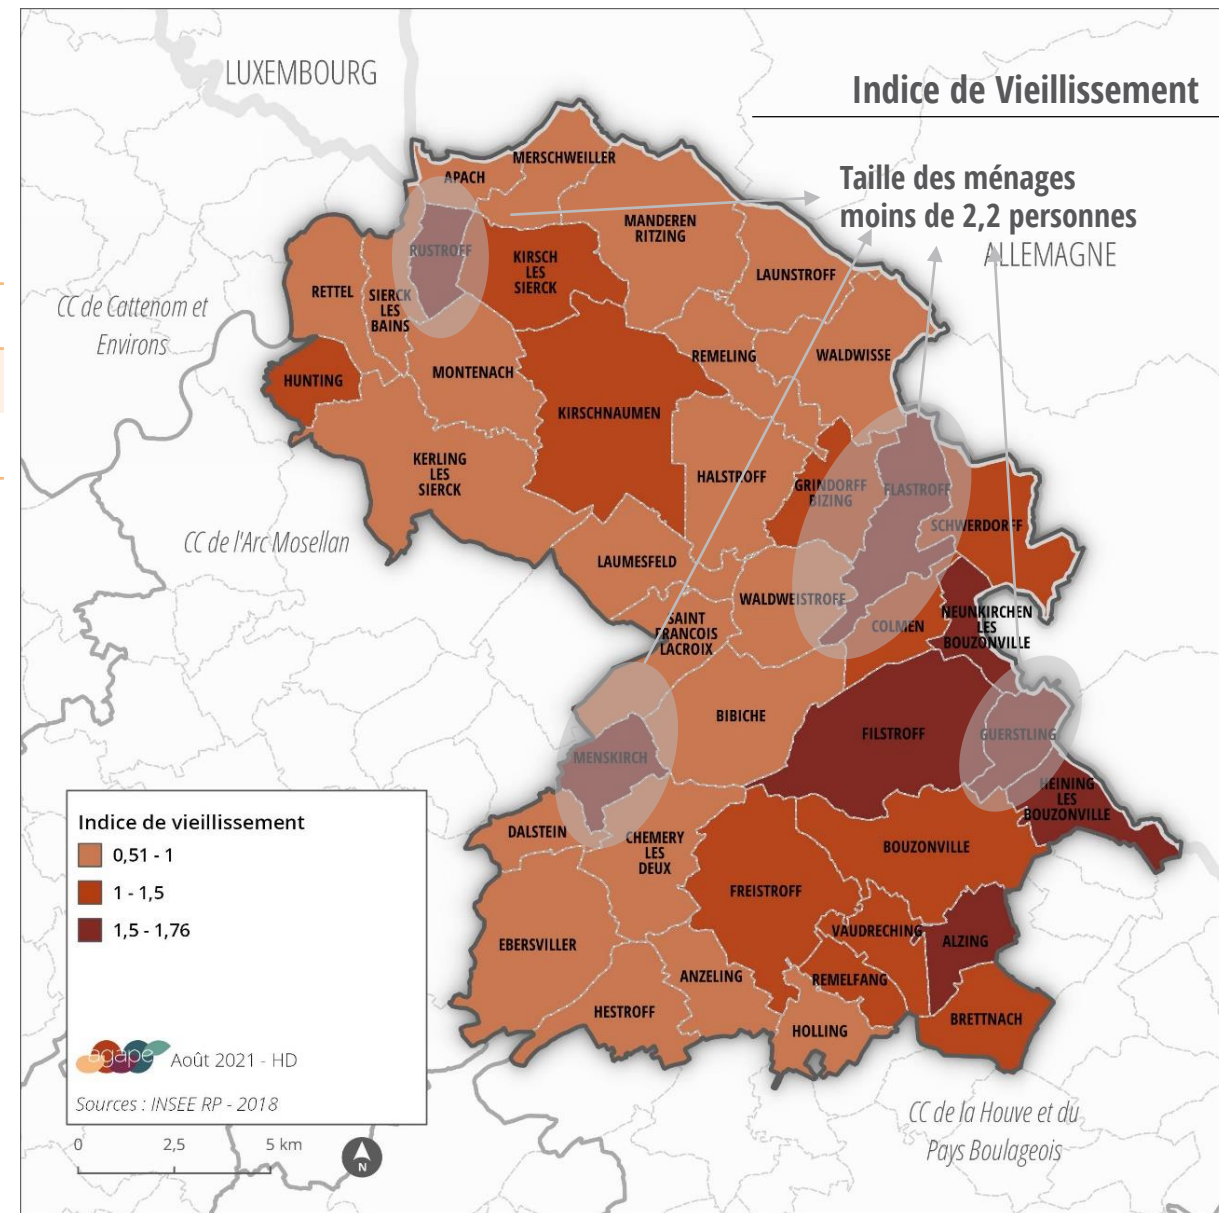 LUXEMBOURG
Indice de Vieillissement
Taille des ménages
moins de 2,2 personnes
ALLEMAGNE
MERSCHWEILLER
APACH
MANDEREN
RITZING
RUSTROFF
KIRSCH
LES
SIERCK
LAUNSTROFF
RETTEL
SIERCK
LES
BAINS
CC de Cattenom et
Environs
REMELING
WALDWISSE
HUNTING
MONTENACH
KIRSCHNAUMEN
KERLING
LES
SIERCK
HALSTROFF
GRINDORFF
BIZING
FLASTROFF
SCHWERDORFF
CC de l'Arc Mosellan
LAUMESFELD
WALDWEISTROFF
SAINT
FRANCOIS
LACROIX
COLMEN
NEUNKIRCHEN
LES
BOUZONVILLE
BIBICHE
FILSTROFF
GUERSTLING
MENSKIRCH
HEINING
LES
BOUZONVILLE
DALSTEIN
CHEMERY
LES
DEUX
BOUZONVILLE
FREISTROFF
VAUDRECHING
ALZING
EBERSVILLER
ANZELING
REMELFANG
HESTROFF
HOLLING
BRETTNACH
Indice de vieillissement
0,51 - 1
1 - 1,5
1,5 - 1,76
agape Août 2021 - HD
Sources : INSEE RP - 2018
0 2,5 5 km
N
CC de la Houve et du
Pays Boulageois